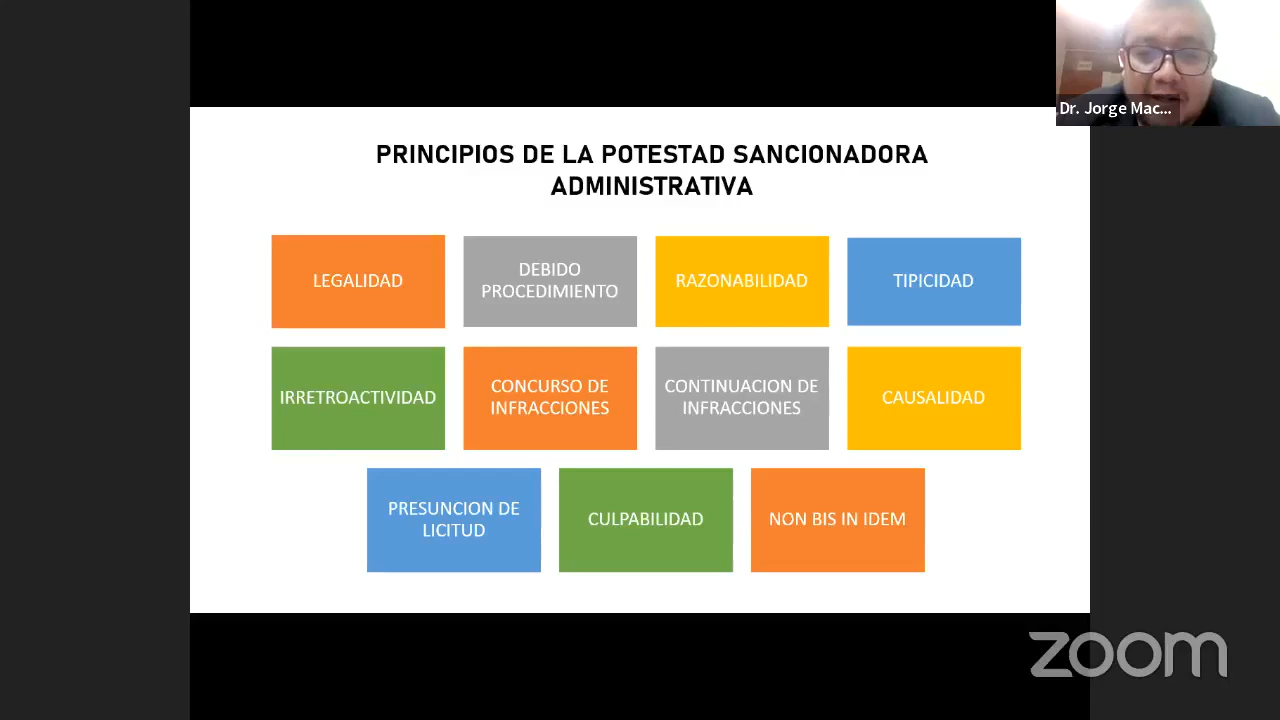 Dr. Jorge Mac...
PRINCIPIOS DE LA POTESTAD SANCIONADORA
ADMINISTRATIVA
LEGALIDAD
DEBIDO
PROCEDIMIENTO
RAZONABILIDAD
TIPICIDAD
IRRETROACTIVIDAD
CONCURSO DE
INFRACCIONES
CONTINUACION DE
INFRACCIONES
CAUSALIDAD
PRESUNCION DE
LICITUD
CULPABILIDAD
NON BIS IN IDEM
zoom